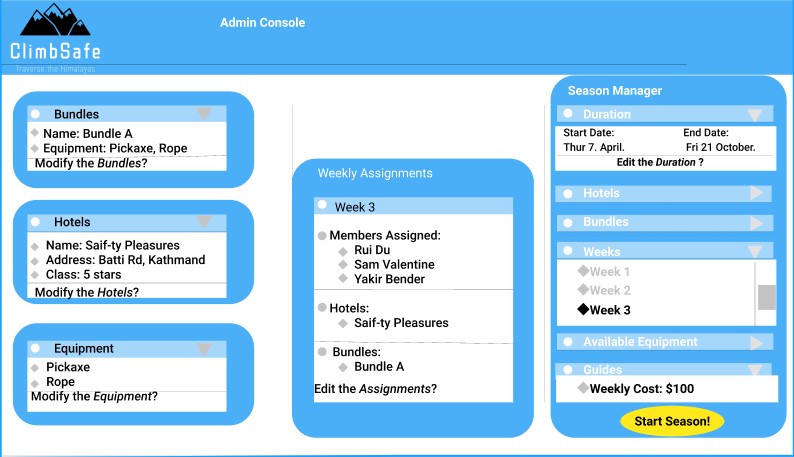 Admin Console
ClimbSafe
Traverse the Himalayas
Bundles
Name: Bundle A
Equipment: Pickaxe, Rope
Modify the Bundles?
Hotels
Name: Saif-ty Pleasures
Address: Batti Rd, Kathmand
Class: 5 stars
Modify the Hotels?
Equipment
Pickaxe
Rope
Modify the Equipment?
Weekly Assignments
Week 3
Members Assigned:
Rui Du
Sam Valentine
Yakir Bender
Hotels:
Saif-ty Pleasures
Bundles:
Bundle A
Edit the Assignments?
Season Manager
Duration
Start Date: End Date:
Thur 7. April. Fri 21 October.
Edit the Duration ?
Hotels
Bundles
Weeks
Week 1
Week 2
Week 3
Available Equipment
Guides
Weekly Cost: $100
Start Season!